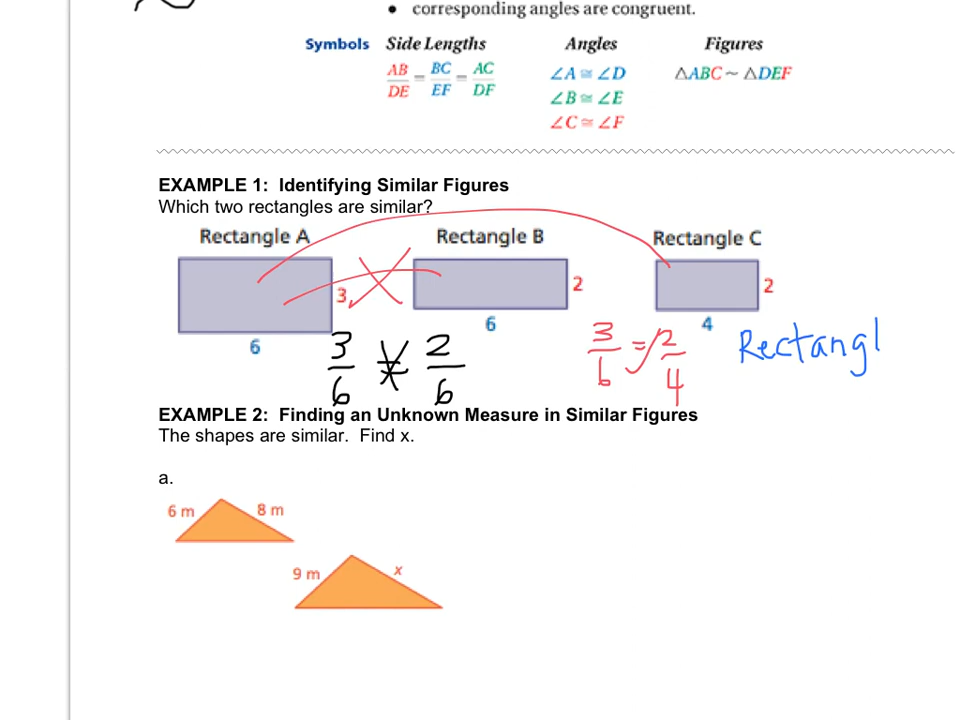 • corresponding angles are congruent.
Symbols Side Lengths Angles Figures
AB/DE = BC/EF = AC/DF ∠A ≅ ∠D △ABC ~ △DEF
∠B ≅ ∠E
∠C ≅ ∠F
EXAMPLE 1: Identifying Similar Figures
Which two rectangles are similar?
Rectangle A Rectangle B Rectangle C
3 2 2
6 6 4
3/6 ≠ 2/6 3/6 = 2/4 Rectangl
EXAMPLE 2: Finding an Unknown Measure in Similar Figures
The shapes are similar. Find x.
a.
6 m 8 m
9 m x